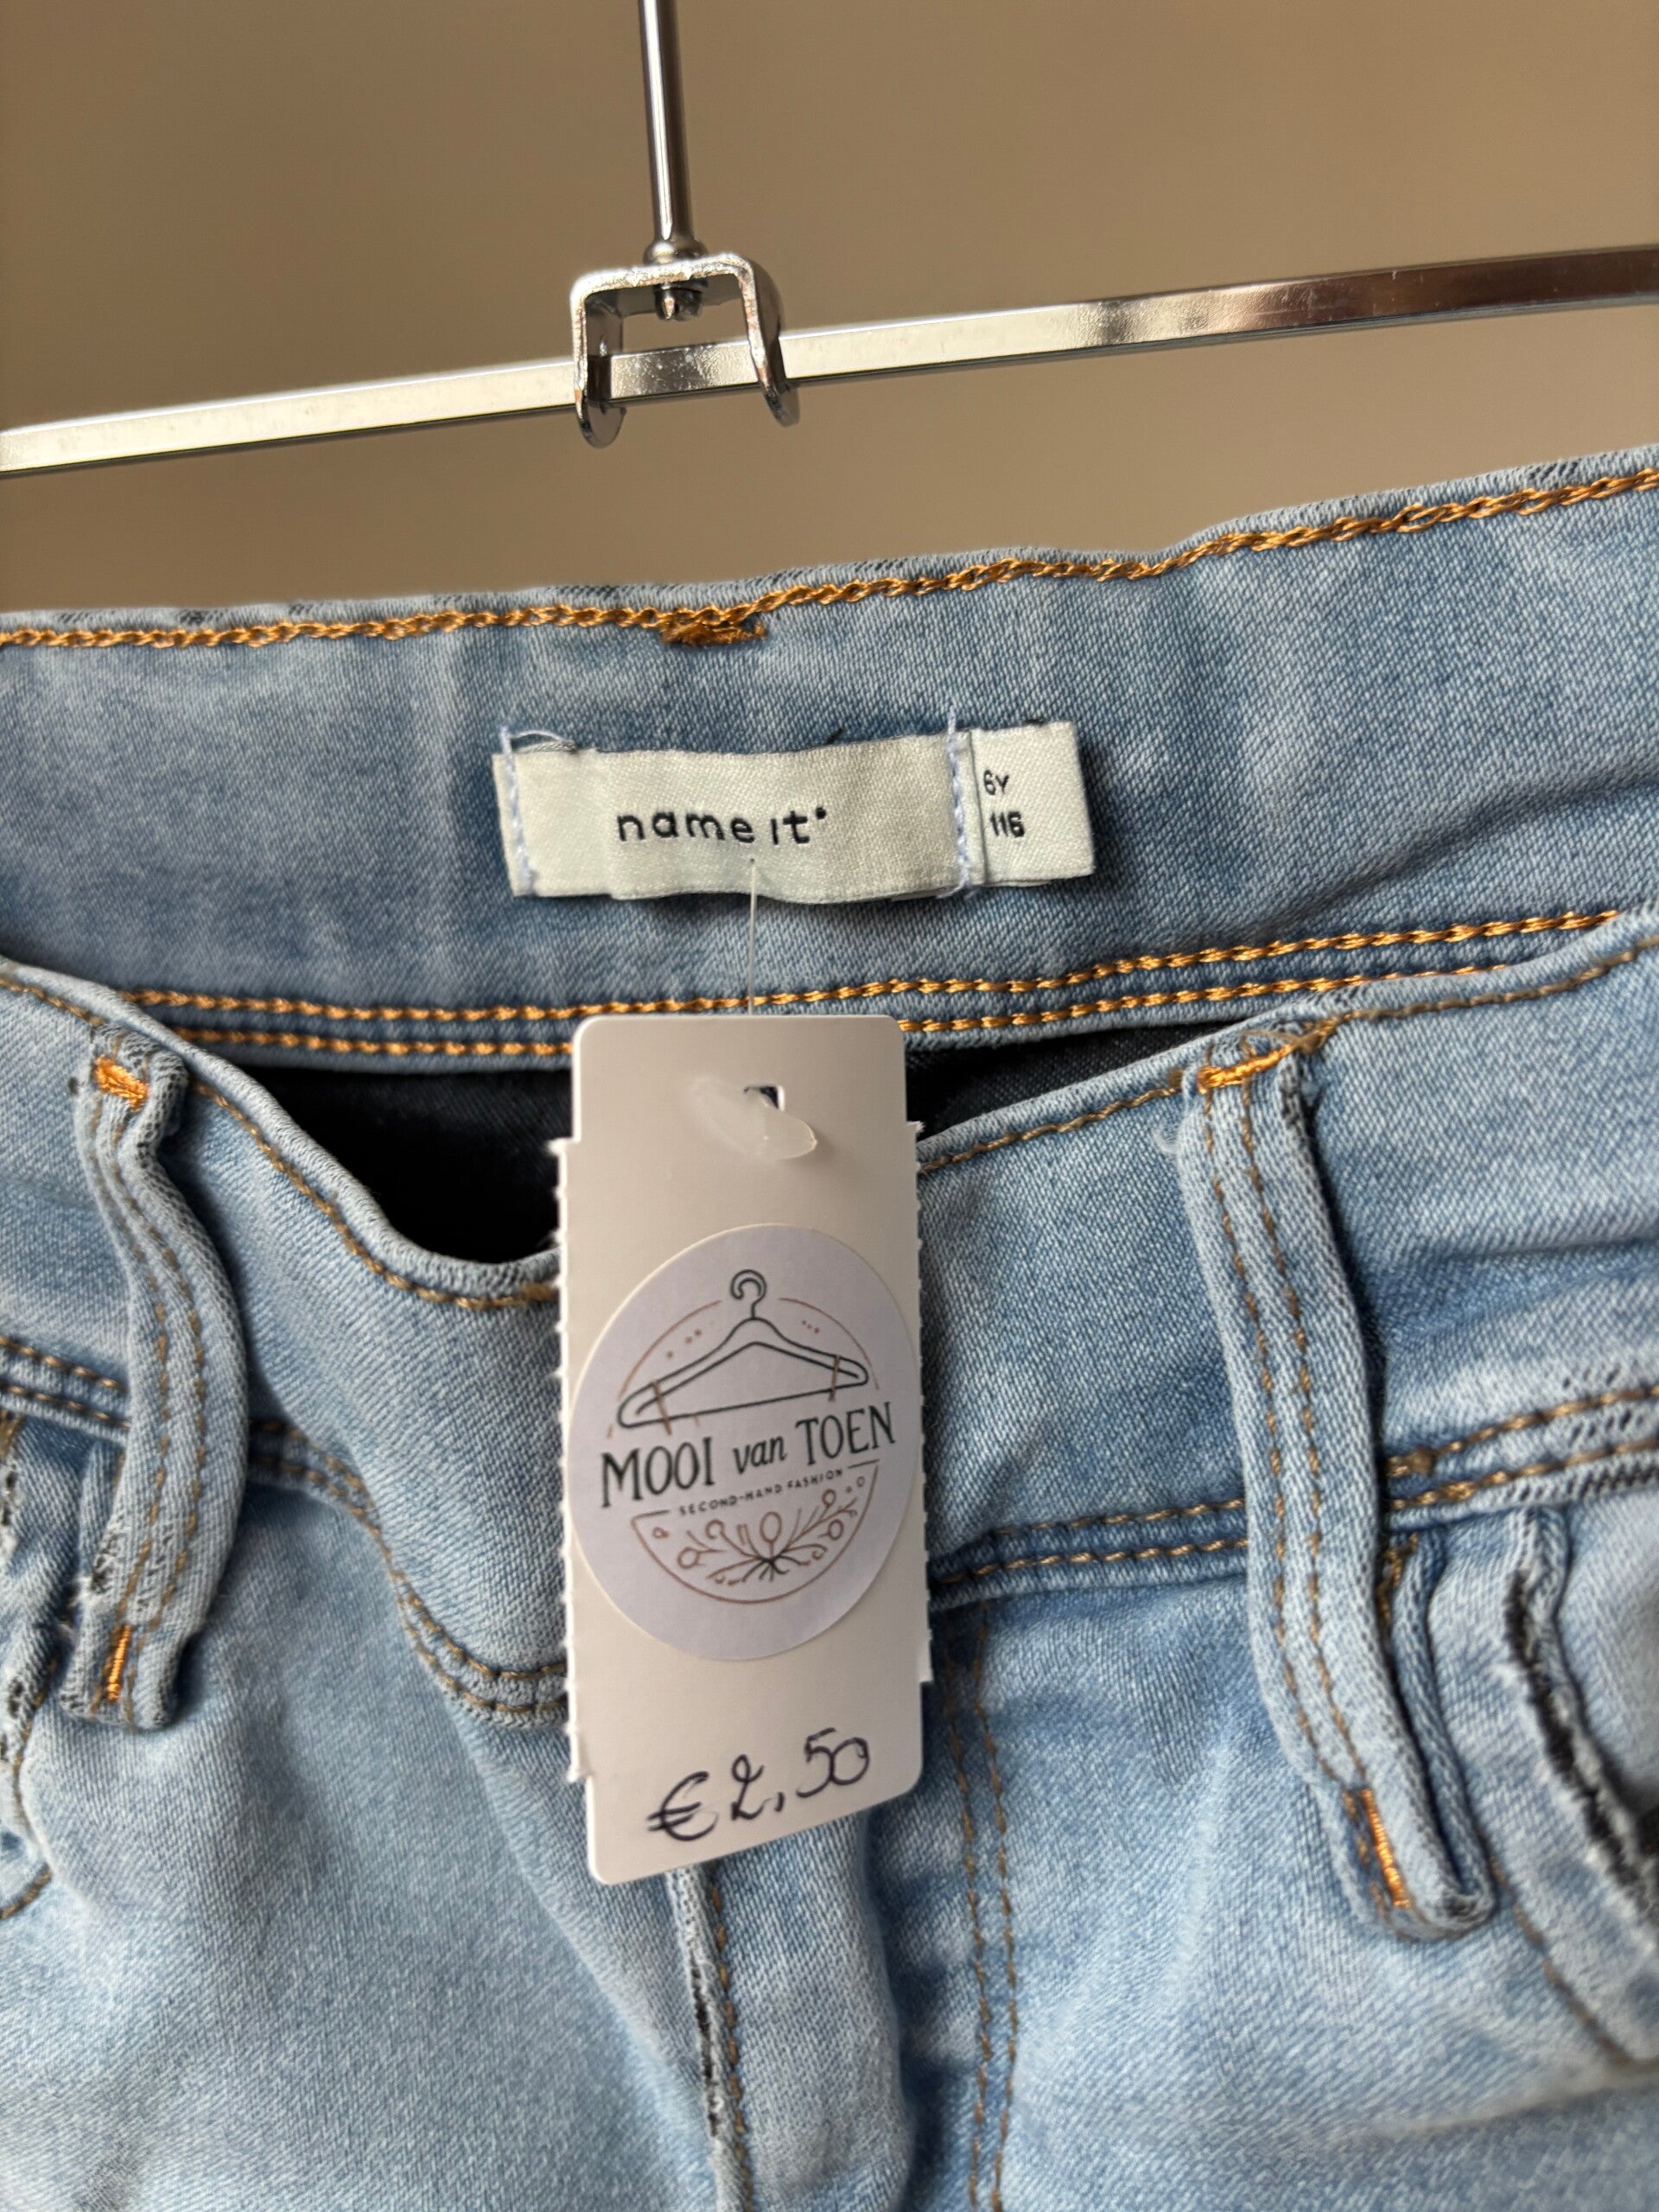 name it
6Y
116
MOOI van TOEN
SECOND-HAND FASHION
€2,50